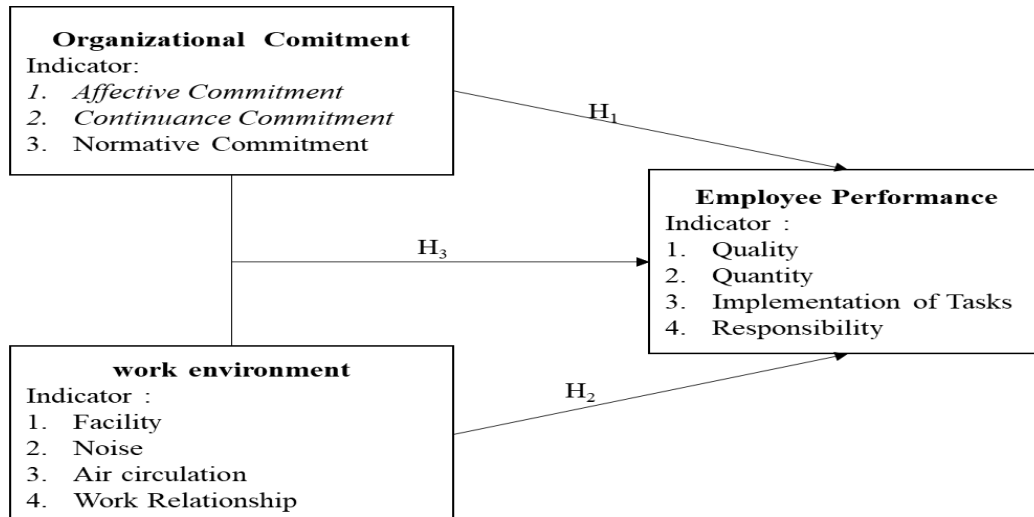 Organizational Comitment
Indicator:
1. Affective Commitment
2. Continuance Commitment
3. Normative Commitment
H₁
Employee Performance
Indicator :
1. Quality
2. Quantity
3. Implementation of Tasks
4. Responsibility
H₃
work environment
Indicator :
1. Facility
2. Noise
3. Air circulation
4. Work Relationship
H₂